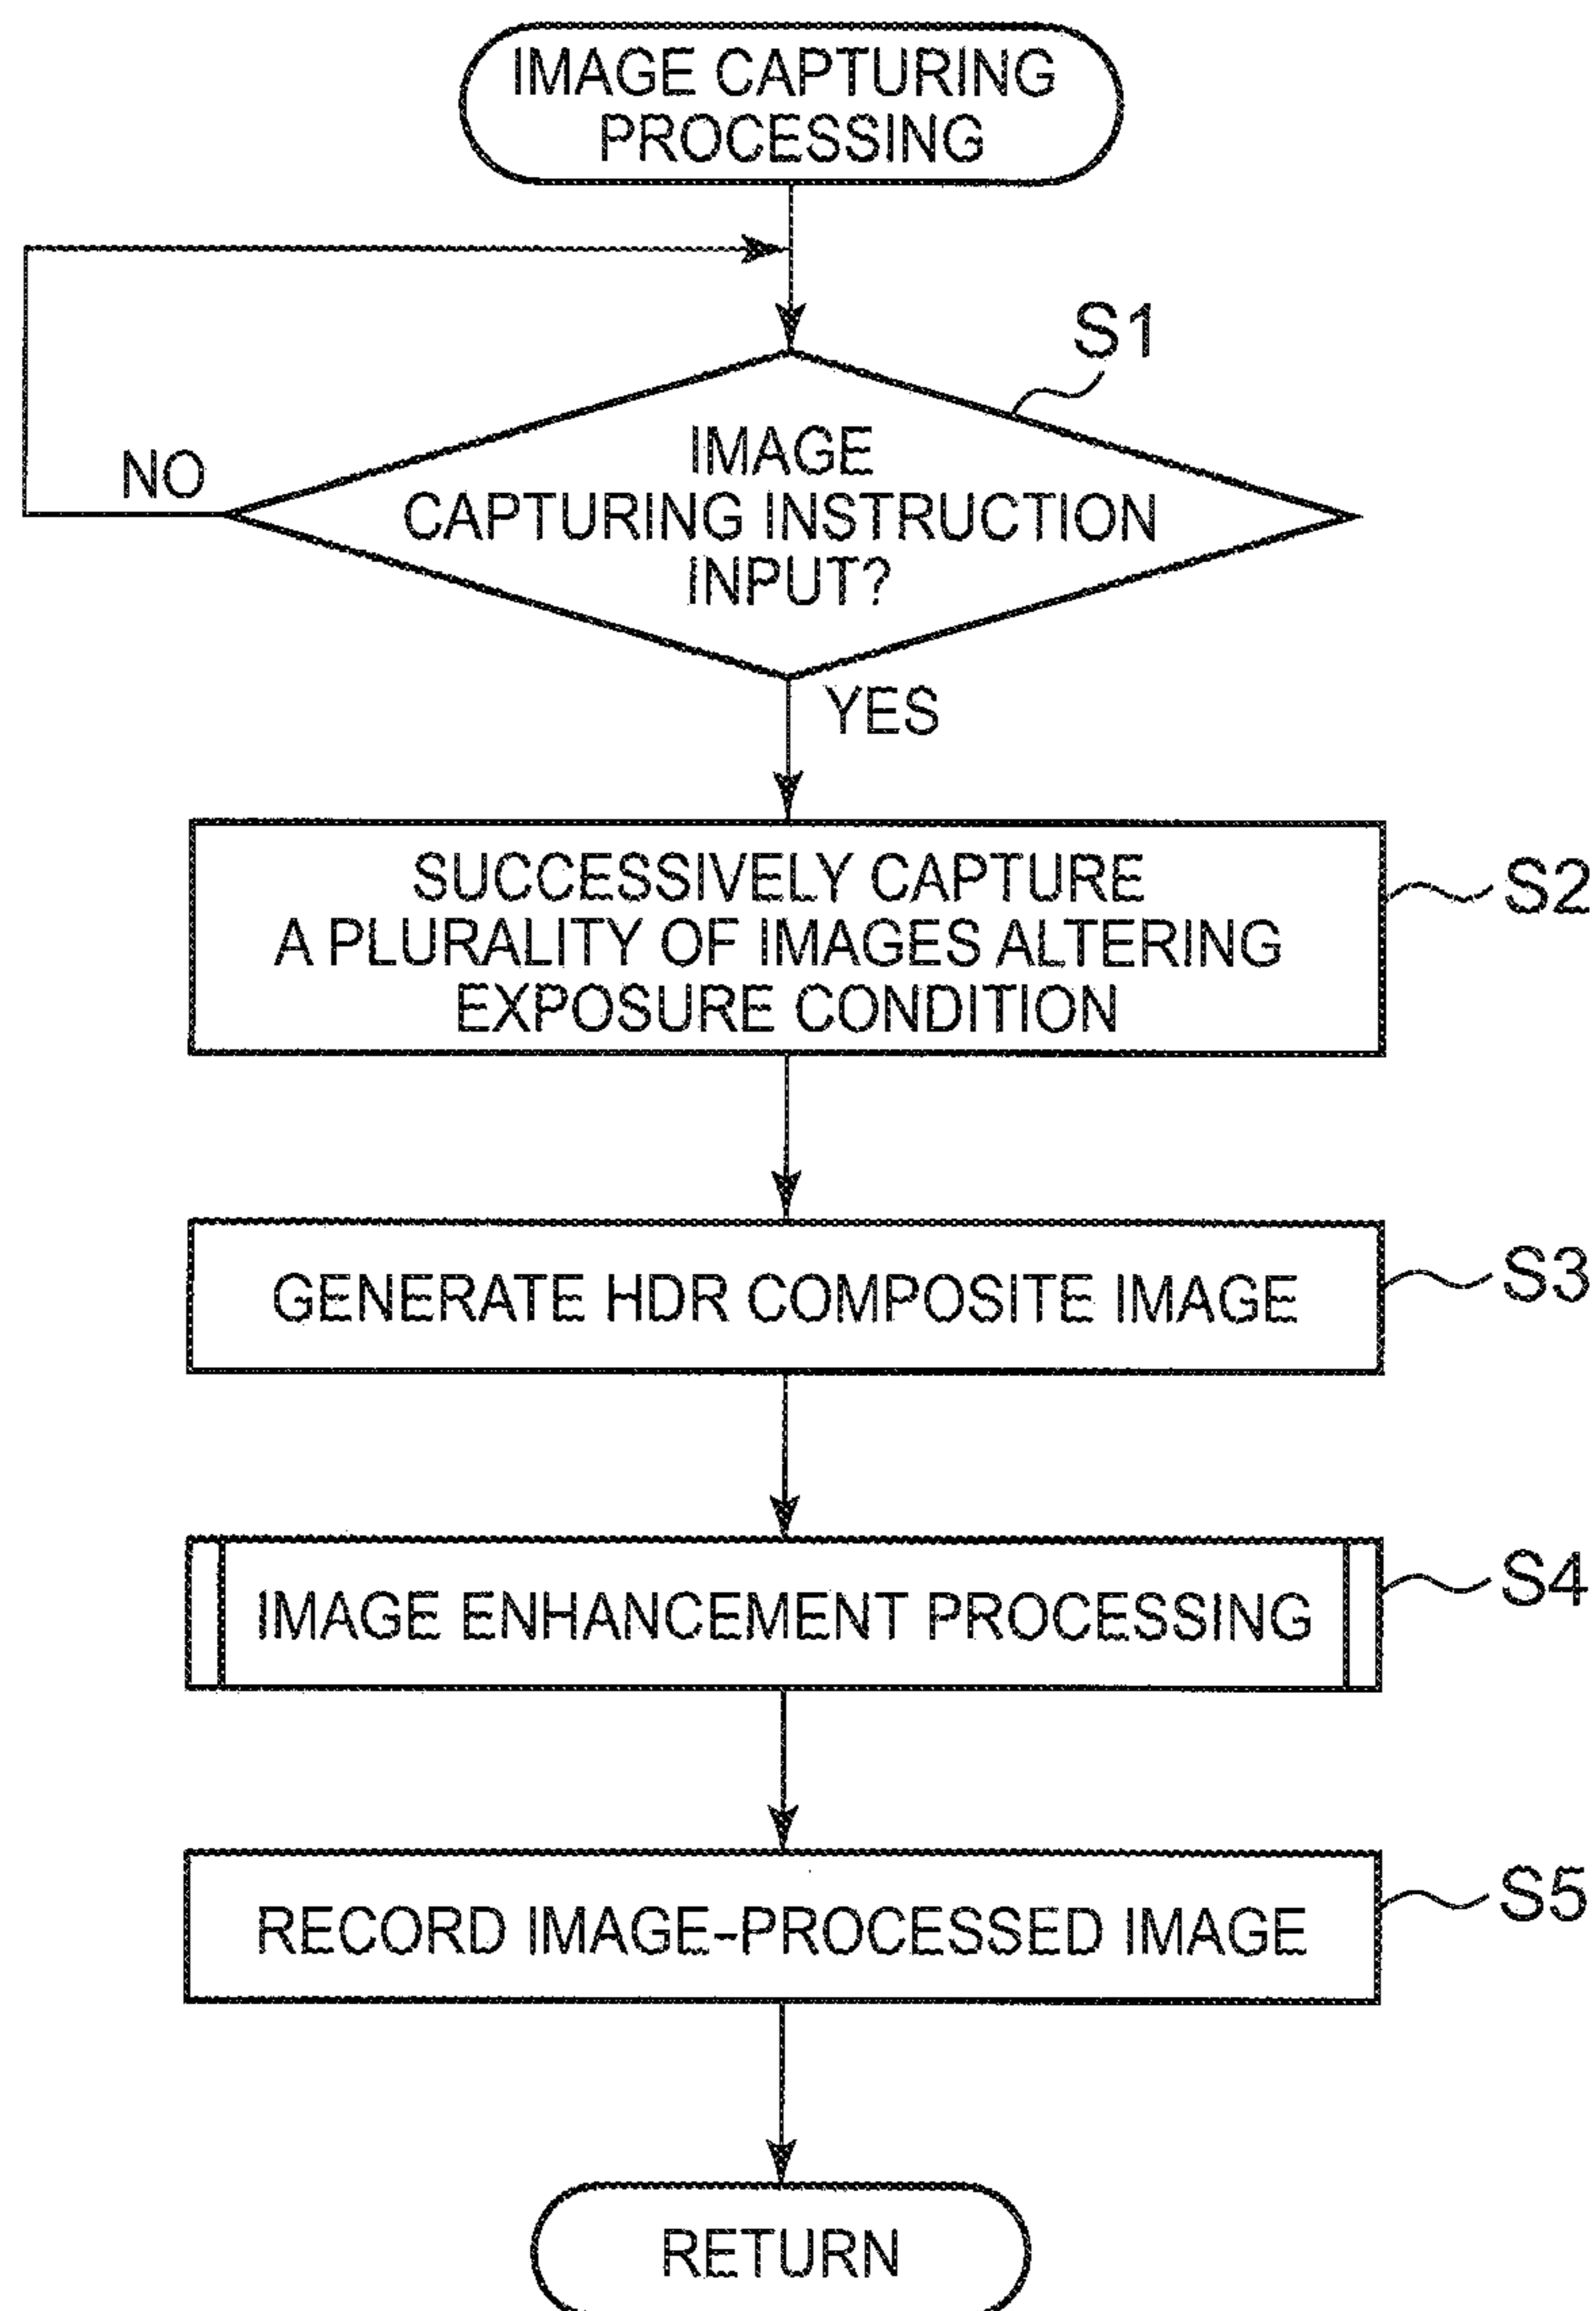 IMAGE CAPTURING
PROCESSING
S1
IMAGE
CAPTURING INSTRUCTION
INPUT?
NO
YES
SUCCESSIVELY CAPTURE
A PLURALITY OF IMAGES ALTERING
EXPOSURE CONDITION
S2
GENERATE HDR COMPOSITE IMAGE
S3
IMAGE ENHANCEMENT PROCESSING
S4
RECORD IMAGE-PROCESSED IMAGE
S5
RETURN